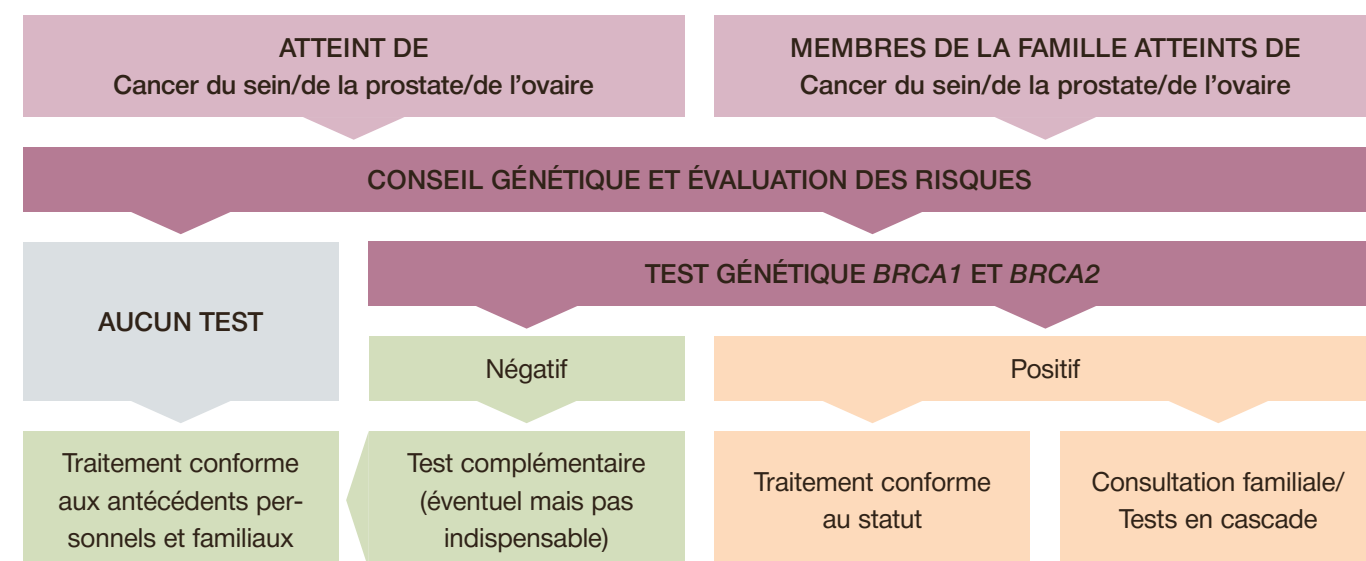 ATTEINT DE
Cancer du sein/de la prostate/de l’ovaire
MEMBRES DE LA FAMILLE ATTEINTS DE
Cancer du sein/de la prostate/de l’ovaire
CONSEIL GÉNÉTIQUE ET ÉVALUATION DES RISQUES
AUCUN TEST
TEST GÉNÉTIQUE BRCA1 ET BRCA2
Négatif
Positif
Traitement conforme
aux antécédents per-
sonnels et familiaux
Test complémentaire
(éventuel mais pas
indispensable)
Traitement conforme
au statut
Consultation familiale/
Tests en cascade